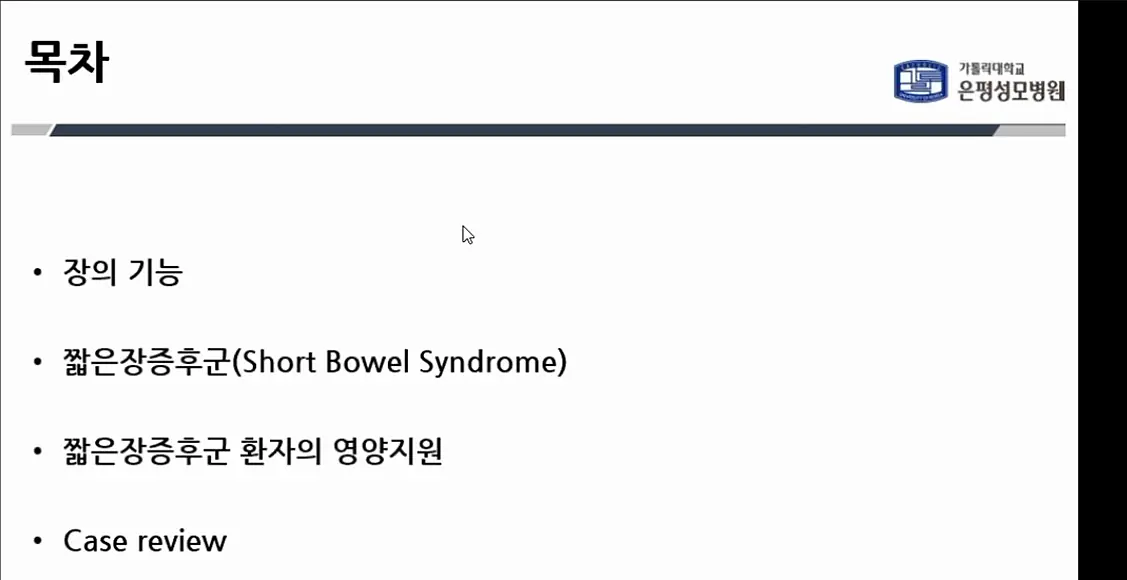 목차
가톨릭대학교
은평성모병원
• 장의 기능
• 짧은장증후군(Short Bowel Syndrome)
• 짧은장증후군 환자의 영양지원
• Case review